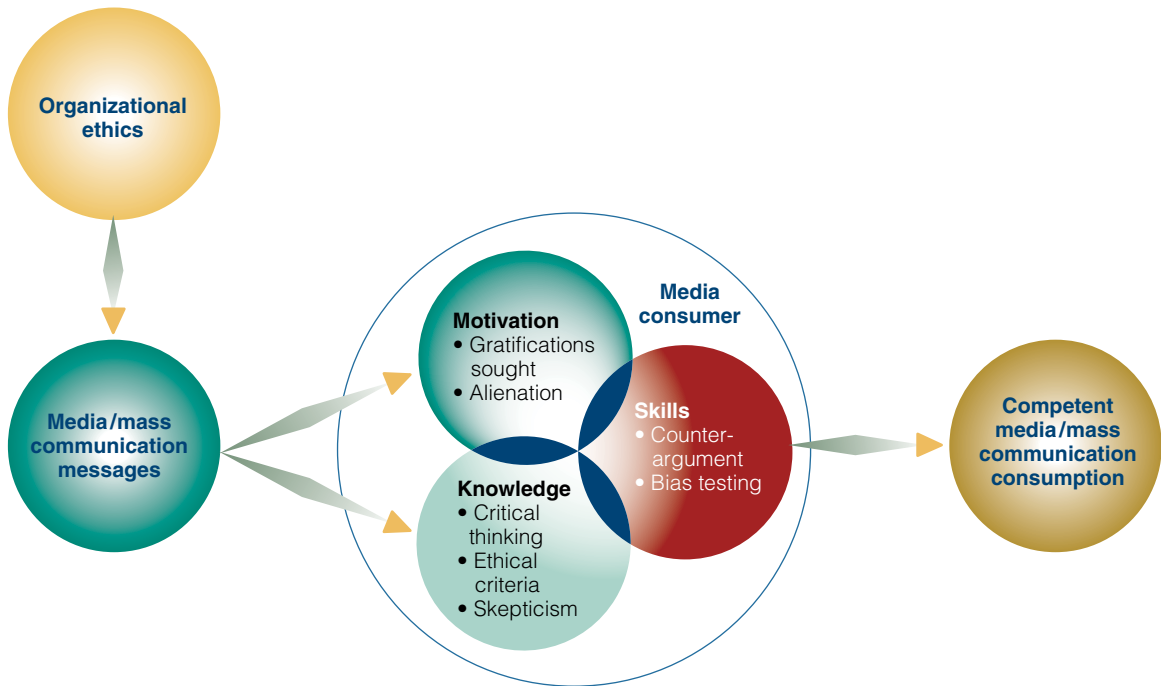 Organizational
ethics
Media/mass
communication
messages
Media
consumer
Motivation
• Gratifications
sought
• Alienation
Knowledge
• Critical
thinking
• Ethical
criteria
• Skepticism
Skills
• Counter-
argument
• Bias testing
Competent
media/mass
communication
consumption